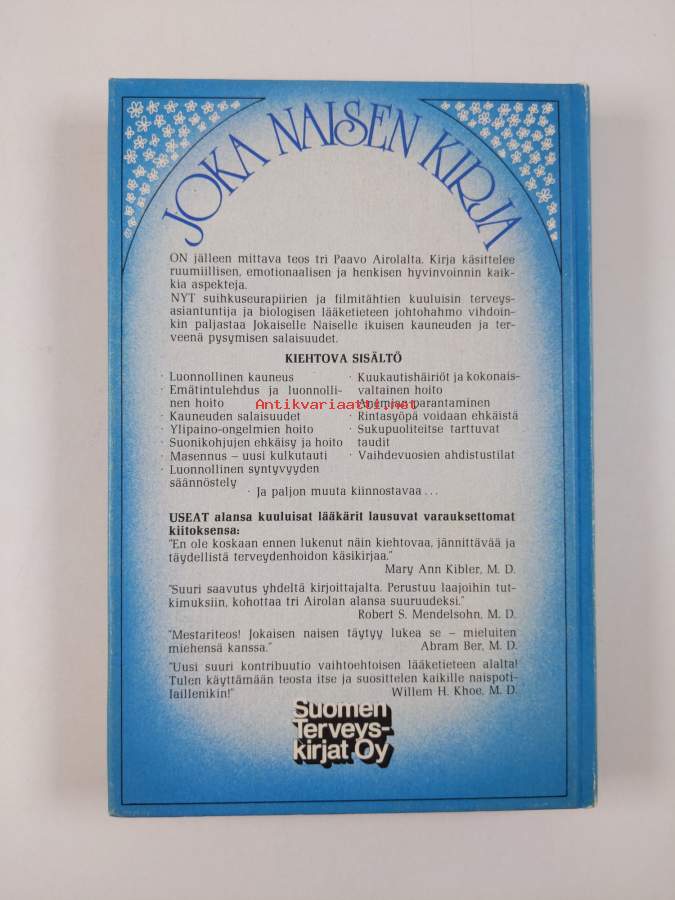 JOKA NAISEN KIRJA
ON jälleen mittava teos tri Paavo Airolalta. Kirja käsittelee
ruumiillisen, emotionaalisen ja henkisen hyvinvoinnin kaik-
kia aspekteja.
NYT suihkuseurapiirien ja filmitähtien kuuluisin terveys-
asiantuntija ja biologisen lääketieteen johtohahmo vihdoin-
kin paljastaa Jokaiselle Naiselle ikuisen kauneuden ja ter-
veenä pysymisen salaisuudet.
KIEHTOVA SISÄLTÖ
· Luonnollinen kauneus
· Emätintulehdus ja luonnolli-
nen hoito
· Kauneuden salaisuudet
· Ylipaino-ongelmien hoito
· Suonikohjujen ehkäisy ja hoito
· Masennus – uusi kulkutauti
· Luonnollinen syntyvyyden
säännöstely
· Kuukautishäiriöt ja kokonais-
valtainen hoito
· Anemian parantaminen
· Rintasyöpä voidaan ehkäistä
· Sukupuoliteitse tarttuvat
taudit
· Vaihdevuosien ahdistustilat
· Ja paljon muuta kiinnostavaa ...
Antikvariaatti.net
USEAT alansa kuuluisat lääkärit lausuvat varauksettomat
kiitoksensa:
"En ole koskaan ennen lukenut näin kiehtovaa, jännittävää ja
täydellistä terveydenhoidon käsikirjaa."
Mary Ann Kibler, M. D.
"Suuri saavutus yhdeltä kirjoittajalta. Perustuu laajoihin tut-
kimuksiin, kohottaa tri Airolan alansa suuruudeksi."
Robert S. Mendelsohn, M. D.
"Mestariteos! Jokaisen naisen täytyy lukea se – mieluiten
miehensä kanssa." Abram Ber, M. D.
"Uusi suuri kontribuutio vaihtoehtoisen lääketieteen alalta!
Tulen käyttämään teosta itse ja suosittelen kaikille naispoti-
laillenikin!" Willem H. Khoe, M. D.
Suomen
Terveys-
kirjat Oy